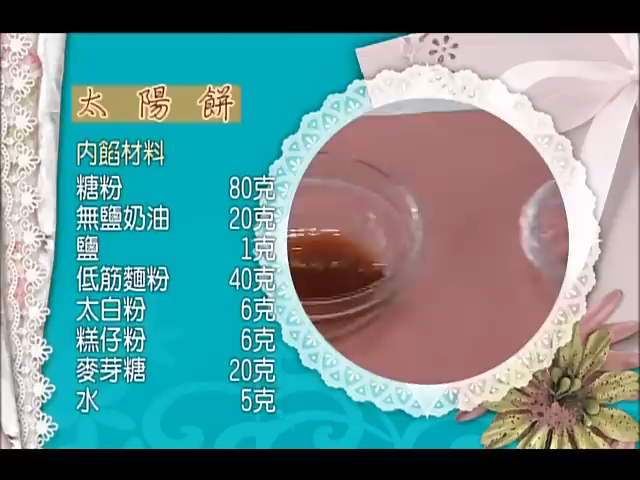 太陽餅
內餡材料
糖粉 80克
無鹽奶油 20克
鹽 1克
低筋麵粉 40克
太白粉 6克
糕仔粉 6克
麥芽糖 20克
水 5克